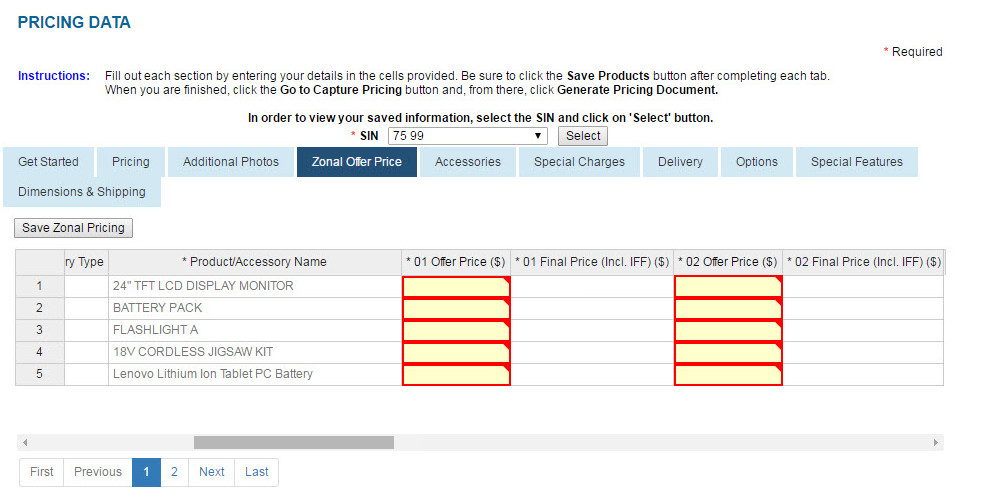 PRICING DATA
* Required
Instructions: Fill out each section by entering your details in the cells provided. Be sure to click the Save Products button after completing each tab.
When you are finished, click the Go to Capture Pricing button and, from there, click Generate Pricing Document.
In order to view your saved information, select the SIN and click on 'Select' button.
* SIN 75 99 Select
Get Started Pricing Additional Photos Zonal Offer Price Accessories Special Charges Delivery Options Special Features
Dimensions & Shipping
Save Zonal Pricing
ry Type * Product/Accessory Name * 01 Offer Price ($) * 01 Final Price (Incl. IFF) ($) * 02 Offer Price ($) * 02 Final Price (Incl. IFF) ($)
1 24" TFT LCD DISPLAY MONITOR
2 BATTERY PACK
3 FLASHLIGHT A
4 18V CORDLESS JIGSAW KIT
5 Lenovo Lithium Ion Tablet PC Battery
First Previous 1 2 Next Last